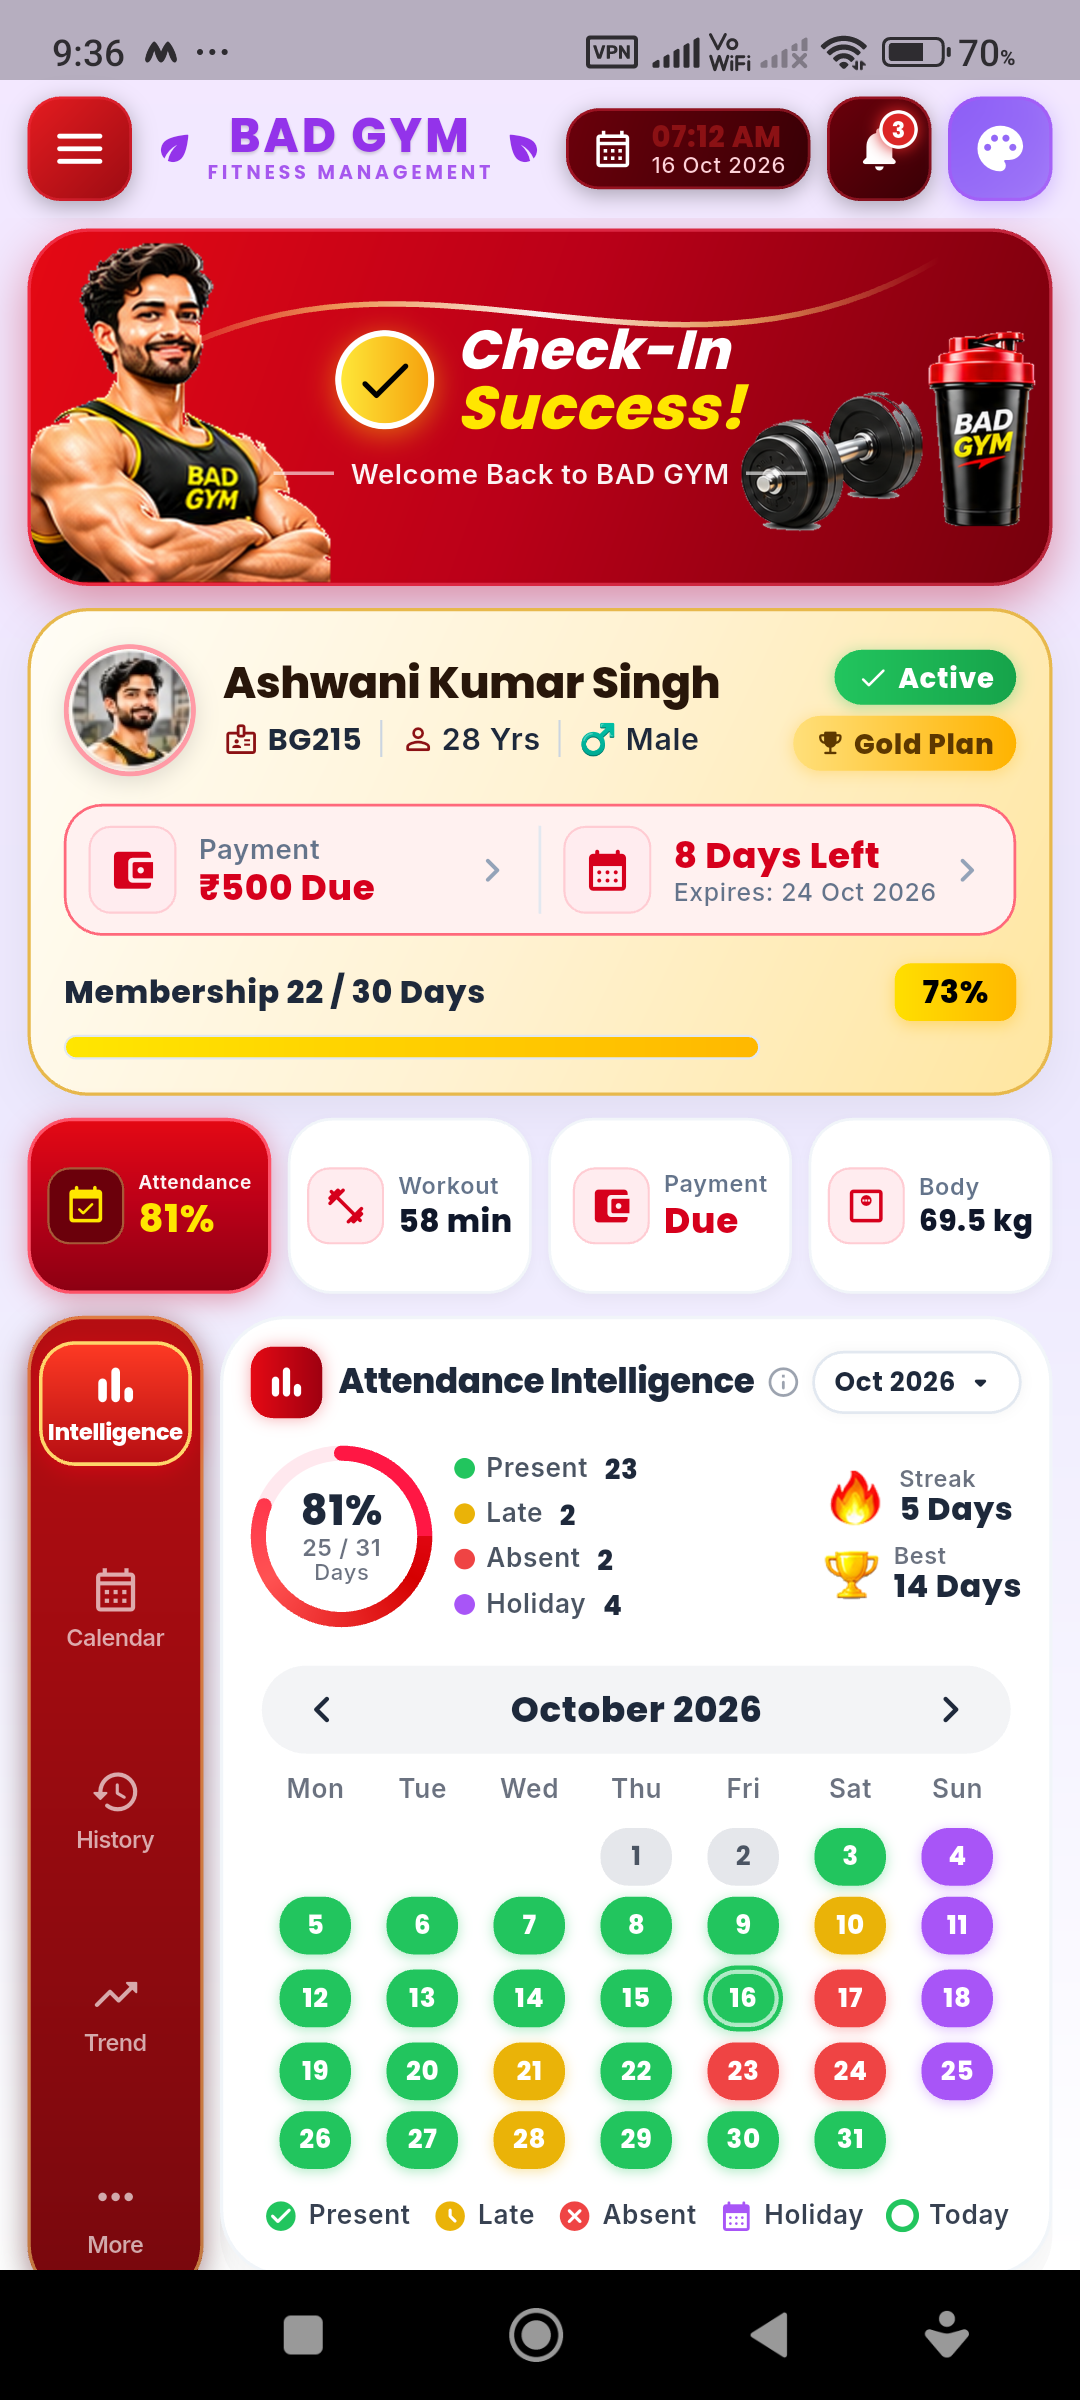 9:36
VPN
Vo
WiFi
70%
BAD GYM
FITNESS MANAGEMENT
07:12 AM
16 Oct 2026
3
Check-In
Success!
Welcome Back to BAD GYM
BAD
GYM
BAD
GYM
Ashwani Kumar Singh
BG215
28 Yrs
Male
Active
Gold Plan
Payment
₹500 Due
8 Days Left
Expires: 24 Oct 2026
Membership 22 / 30 Days
73%
Attendance
81%
Workout
58 min
Payment
Due
Body
69.5 kg
Intelligence
Calendar
History
Trend
More
Attendance Intelligence
Oct 2026
81%
25 / 31
Days
Present 23
Late 2
Absent 2
Holiday 4
Streak
5 Days
Best
14 Days
October 2026
Mon Tue Wed Thu Fri Sat Sun
1 2 3 4
5 6 7 8 9 10 11
12 13 14 15 16 17 18
19 20 21 22 23 24 25
26 27 28 29 30 31
Present Late Absent Holiday Today